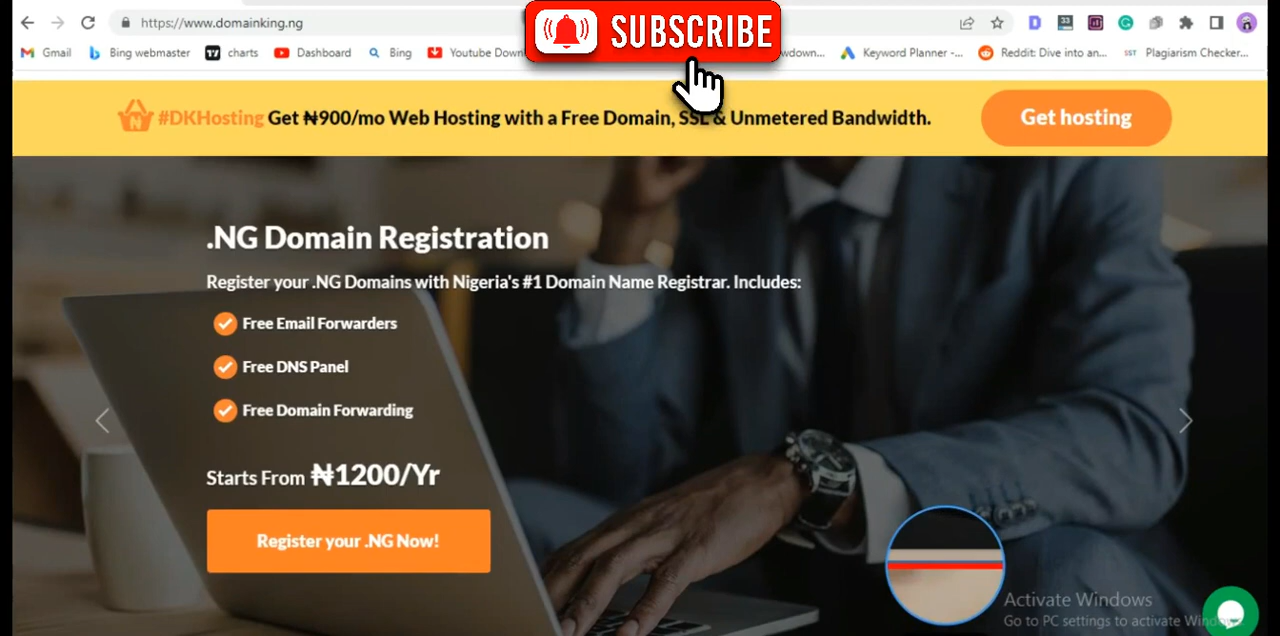 https://www.domainking.ng
SUBSCRIBE
Gmail
Bing webmaster
charts
Dashboard
Bing
Keyword Planner -...
Reddit: Dive into an...
Plagiarism Checker...
#DKHosting Get ₦900/mo Web Hosting with a Free Domain, SSL & Unmetered Bandwidth.
Get hosting
.NG Domain Registration
Register your .NG Domains with Nigeria's #1 Domain Name Registrar. Includes:
Free Email Forwarders
Free DNS Panel
Free Domain Forwarding
Starts From ₦1200/Yr
Register your .NG Now!
Activate Windows
Go to PC settings to activate Windows